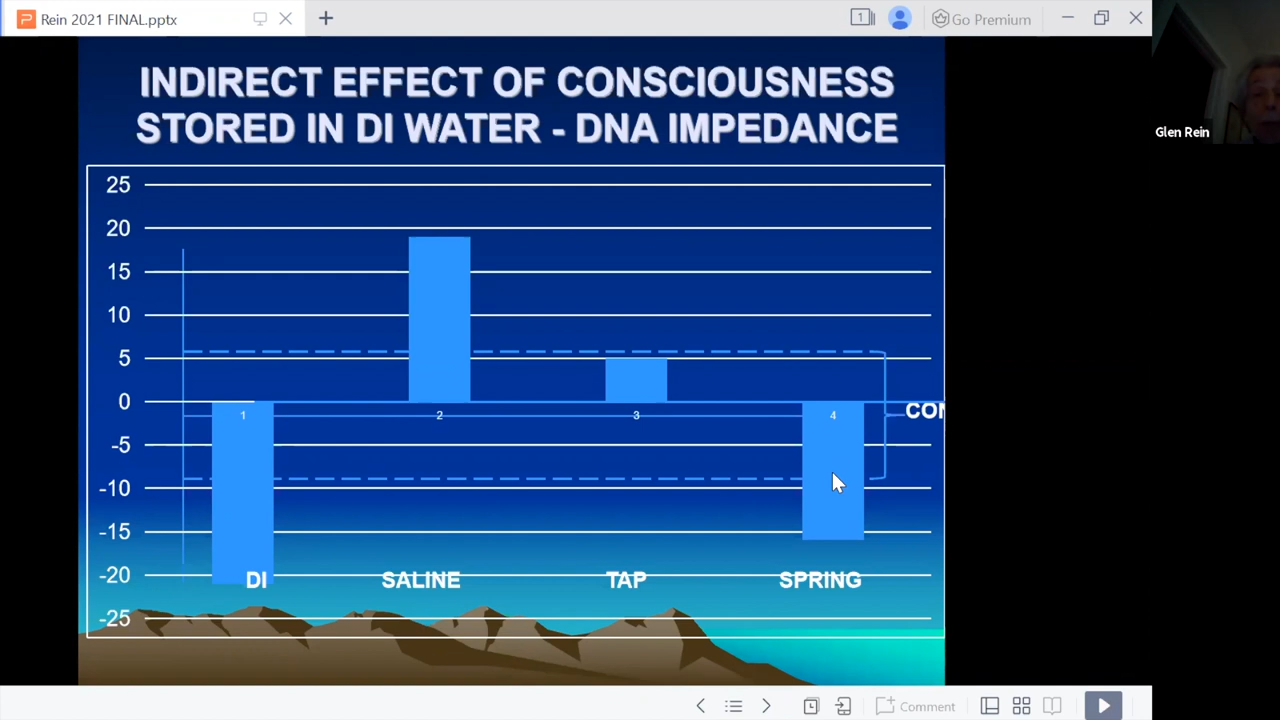 Rein 2021 FINAL.pptx
1
Go Premium
Glen Rein
INDIRECT EFFECT OF CONSCIOUSNESS
STORED IN DI WATER - DNA IMPEDANCE
25
20
15
10
5
0
-5
-10
-15
-20
-25
1 2 3 4
CON
DI SALINE TAP SPRING
Comment